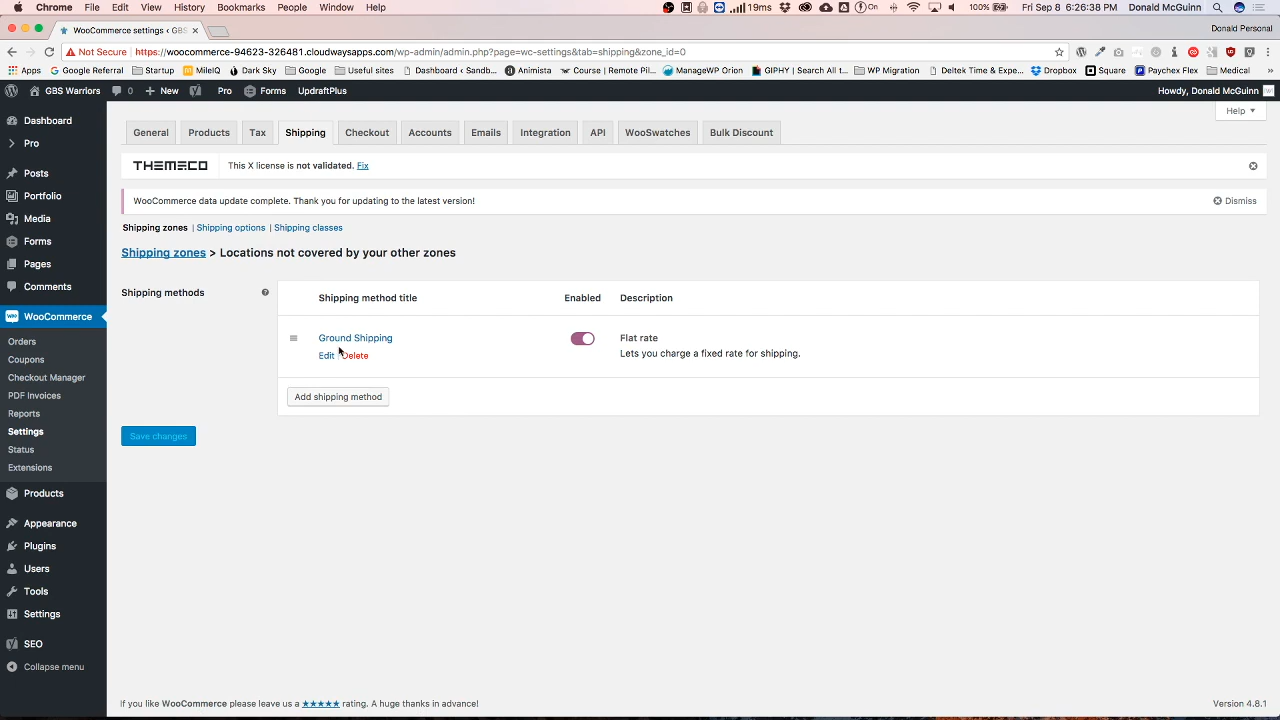 Chrome File Edit View History Bookmarks People Window Help 19ms On 100% Fri Sep 8 6:26:38 PM Donald McGuinn
WooCommerce settings ‹ GBS Donald Personal
Not Secure https://woocommerce-94623-326481.cloudwaysapps.com/wp-admin/admin.php?page=wc-settings&tab=shipping&zone_id=0
Apps Google Referral Startup MileIQ Dark Sky Google Useful sites Dashboard ‹ Sandb... Animista Course | Remote Pil... ManageWP Orion GIPHY | Search All... WP Migration Deltek Time & Expe... Dropbox Square Paychex Flex Medical
GBS Warriors 0 New Pro Forms UpdraftPlus Howdy, Donald McGuinn
Help
Dashboard
Pro
Posts
Portfolio
Media
Forms
Pages
Comments
WooCommerce
Orders
Coupons
Checkout Manager
PDF Invoices
Reports
Settings
Status
Extensions
Products
Appearance
Plugins
Users
Tools
Settings
SEO
Collapse menu
General Products Tax Shipping Checkout Accounts Emails Integration API WooSwatches Bulk Discount
THEMECO This X license is not validated. Fix
WooCommerce data update complete. Thank you for updating to the latest version! Dismiss
Shipping zones | Shipping options | Shipping classes
Shipping zones > Locations not covered by your other zones
Shipping methods ?
Shipping method title Enabled Description
Ground Shipping Flat rate
Edit Delete Lets you charge a fixed rate for shipping.
Add shipping method
Save changes
If you like WooCommerce please leave us a ★★★★★ rating. A huge thanks in advance! Version 4.8.1